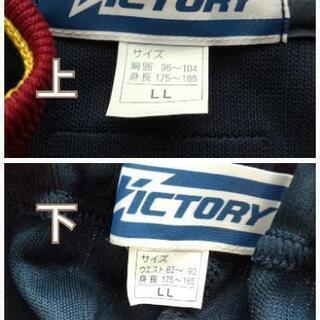 VICTORY
サイズ
胸囲 96〜104
身長 175〜185
LL
上
VICTORY
サイズ
ウエスト 82〜90
身長 175〜185
LL
下